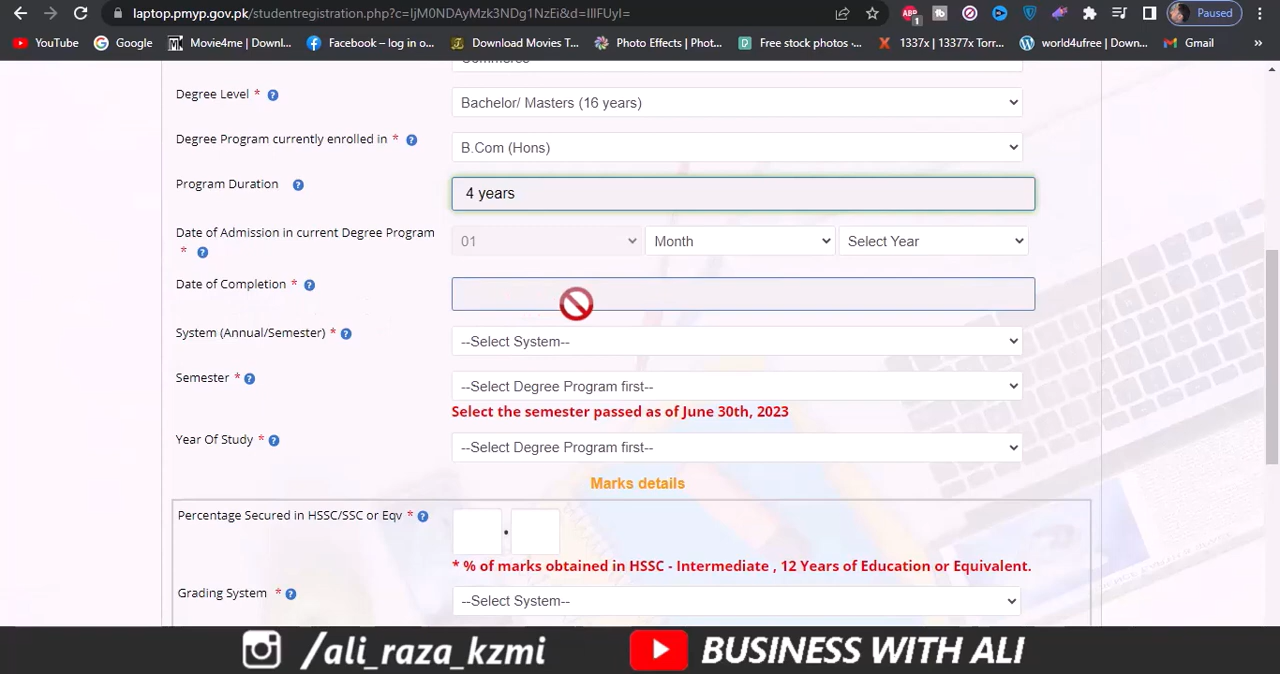 laptop.pmyp.gov.pk/studentregistration.php?c=IjM0NDAyMzk3NDg1NzEi&d=IllFUyI=
Paused
YouTube
Google
Movie4me | Downl...
Facebook – log in o...
Download Movies T...
Photo Effects | Phot...
Free stock photos -...
1337x | 13377x Torr...
world4ufree | Down...
Gmail
»
Commerce
Degree Level *
Bachelor/ Masters (16 years)
Degree Program currently enrolled in *
B.Com (Hons)
Program Duration
4 years
Date of Admission in current Degree Program *
01
Month
Select Year
Date of Completion *
System (Annual/Semester) *
--Select System--
Semester *
--Select Degree Program first--
Select the semester passed as of June 30th, 2023
Year Of Study *
--Select Degree Program first--
Marks details
Percentage Secured in HSSC/SSC or Eqv *
* % of marks obtained in HSSC - Intermediate , 12 Years of Education or Equivalent.
Grading System *
--Select System--
/ali_raza_kzmi
BUSINESS WITH ALI